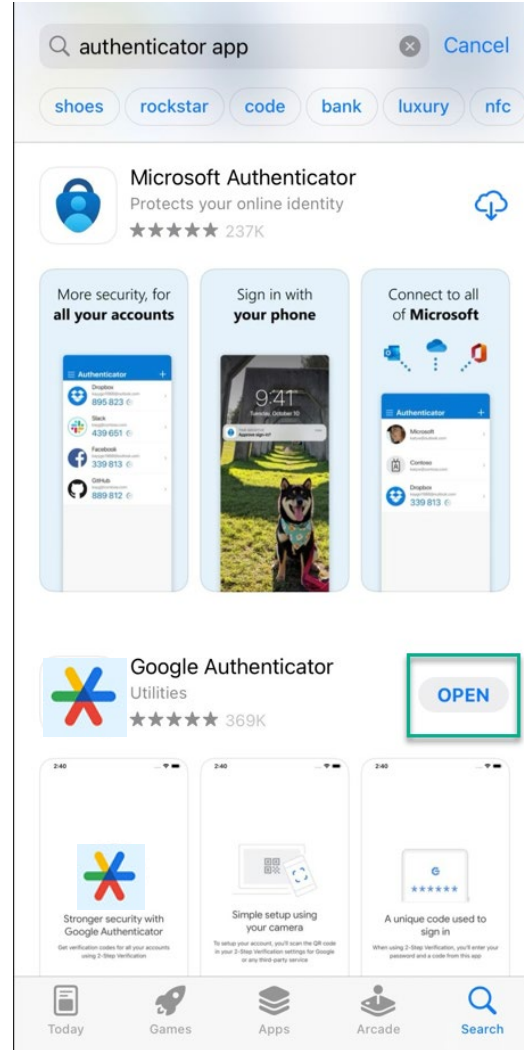 authenticator app
Cancel
shoes
rockstar
code
bank
luxury
nfc
Microsoft Authenticator
Protects your online identity
237K
More security, for
all your accounts
Authenticator
Dropbox
895 823
Slack
439 651
Facebook
339 813
GitHub
889 812
Sign in with
your phone
9:41
Tuesday, October 10
Approve sign-in?
Connect to all
of Microsoft
Authenticator
Microsoft
Contoso
Dropbox
339 813
Google Authenticator
Utilities
369K
OPEN
2:40
Stronger security with
Google Authenticator
Get verification codes for all your accounts
using 2-Step Verification
2:40
Simple setup using
your camera
To setup your account, you'll scan the QR code
in your 2-Step Verification settings for Google
or any third-party service
2:40
G
******
A unique code used to
sign in
When using 2-Step Verification, you'll enter your
password and a code from this app
Today
Games
Apps
Arcade
Search